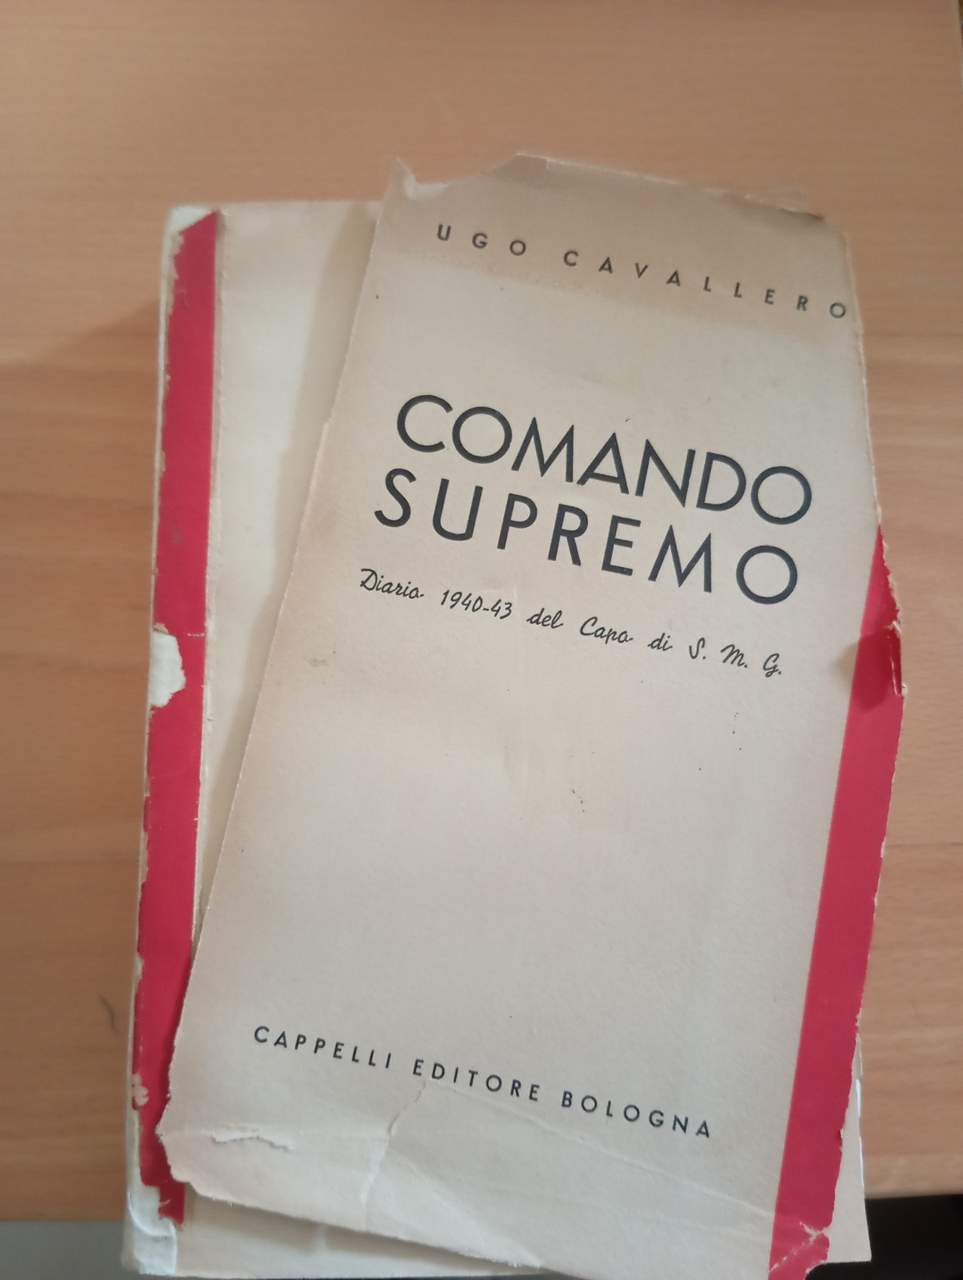 UGO CAVALLERO
COMANDO
SUPREMO
Diario 1940-43 del Capo di S. M. G.
CAPPELLI EDITORE BOLOGNA